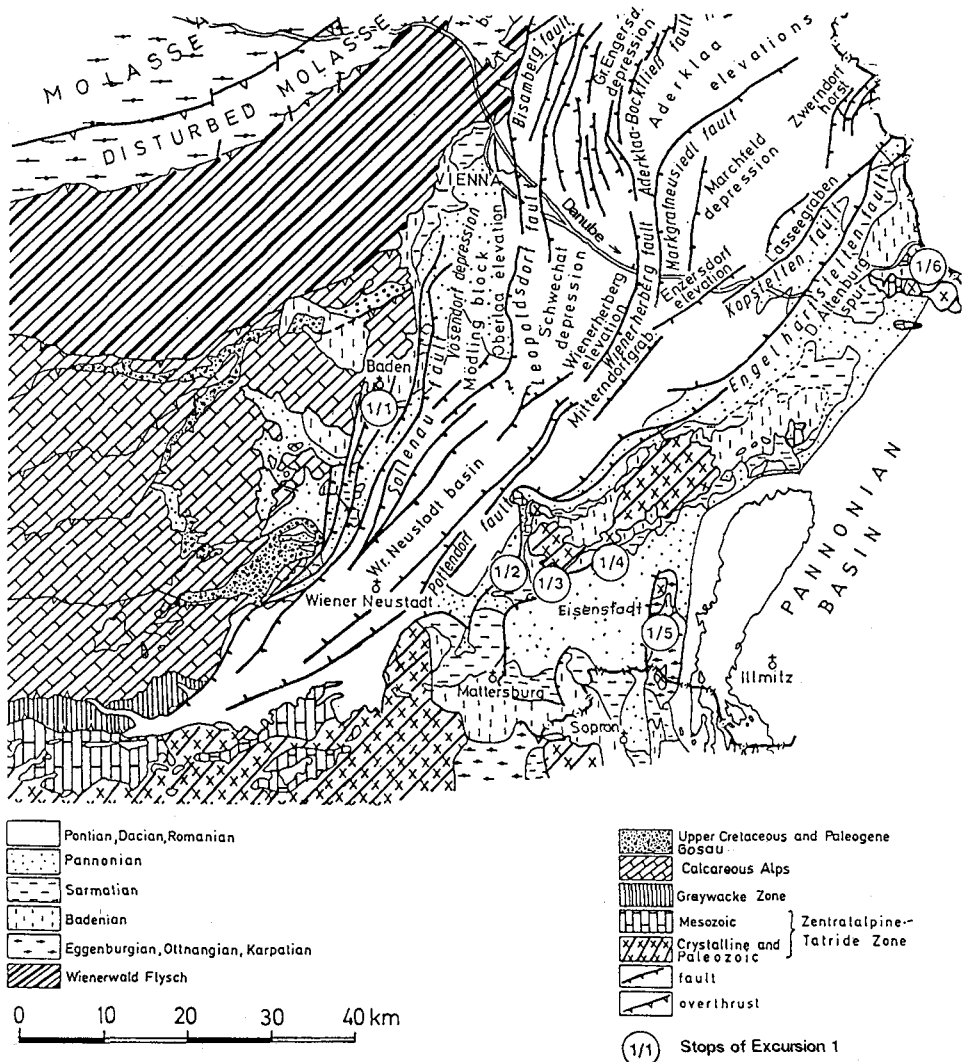 MOLASSE
DISTURBED MOLASSE
Bisamberg fault
Gr. Engersd. depression
Aderklaa-Bockfließ fault
Aderklaa elevations
Zwerndorf horst
Markgrafneusiedl fault
Marchfeld depression
VIENNA
Danube
Lasseegraben
Kopstetten fault
Engelhartstetten fault
D. Altenburg spur
1/6
Enzersdorf elevation
Vösendorf depression
Mödling block
Oberlaa elevation
Leopoldsdorf fault
Schwechat depression
Wienerberg elevation
Wienerherberg fault
Mitterndorfgrab.
Baden
1/1
Sollenau fault
Wr. Neustadt basin
Pottendorf fault
Wiener Neustadt
1/2
1/3
1/4
Eisenstadt
1/5
PANNONIAN
BASIN
Illmitz
Mattersburg
Sopron
Pontian, Dacian, Romanian
Pannonian
Sarmatian
Badenian
Eggenburgian, Ottnangian, Karpatian
Wienerwald Flysch
0 10 20 30 40 km
Upper Cretaceous and Paleogene
Gosau
Calcareous Alps
Greywacke Zone
Mesozoic
Crystalline and
Paleozoic
Zentralalpine-
Tatride Zone
fault
overthrust
1/1 Stops of Excursion 1